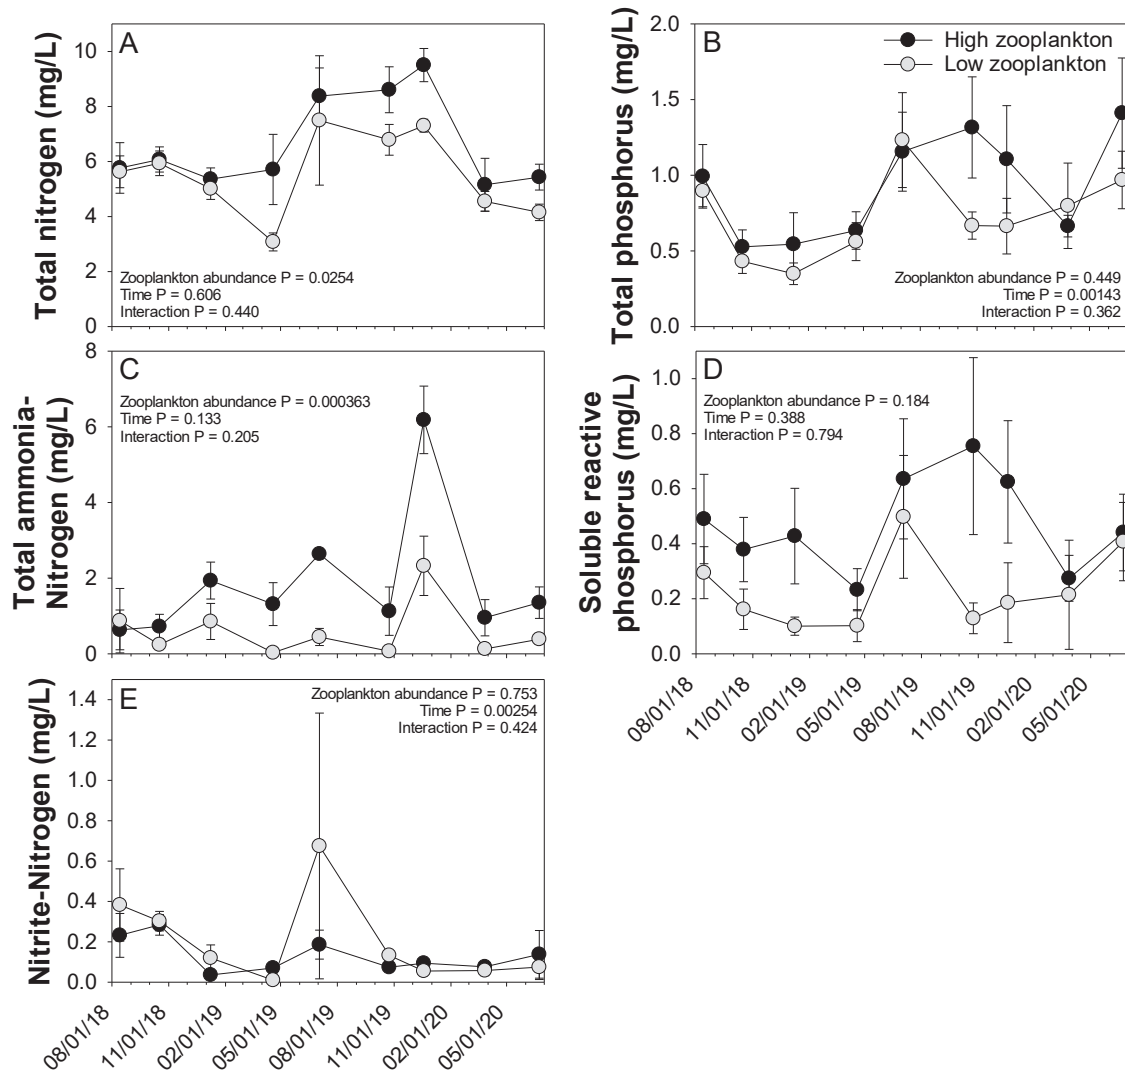 A
Total nitrogen (mg/L)
10
8
6
4
2
0
Zooplankton abundance P = 0.0254
Time P = 0.606
Interaction P = 0.440
B
High zooplankton
Low zooplankton
Total phosphorus (mg/L)
2.0
1.5
1.0
0.5
0.0
Zooplankton abundance P = 0.449
Time P = 0.00143
Interaction P = 0.362
C
Total ammonia-
Nitrogen (mg/L)
8
6
4
2
0
Zooplankton abundance P = 0.000363
Time P = 0.133
Interaction P = 0.205
D
Soluble reactive
phosphorus (mg/L)
1.0
0.8
0.6
0.4
0.2
0.0
Zooplankton abundance P = 0.184
Time P = 0.388
Interaction P = 0.794
08/01/18
11/01/18
02/01/19
05/01/19
08/01/19
11/01/19
02/01/20
05/01/20
E
Nitrite-Nitrogen (mg/L)
1.4
1.2
1.0
0.8
0.6
0.4
0.2
0.0
Zooplankton abundance P = 0.753
Time P = 0.00254
Interaction P = 0.424
08/01/18
11/01/18
02/01/19
05/01/19
08/01/19
11/01/19
02/01/20
05/01/20